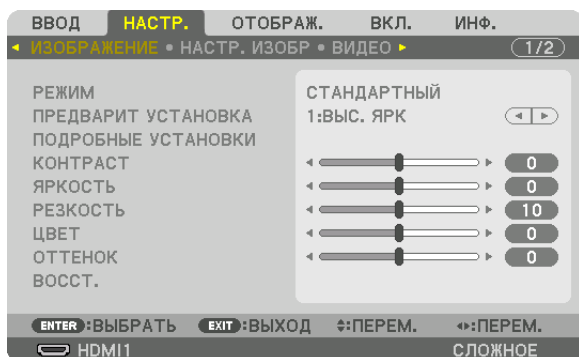 ВВОД НАСТР. ОТОБРАЖ. ВКЛ. ИНФ.
ИЗОБРАЖЕНИЕ • НАСТР. ИЗОБР • ВИДЕО 1/2
РЕЖИМ СТАНДАРТНЫЙ
ПРЕДВАРИТ УСТАНОВКА 1:ВЫС. ЯРК
ПОДРОБНЫЕ УСТАНОВКИ
КОНТРАСТ 0
ЯРКОСТЬ 0
РЕЗКОСТЬ 10
ЦВЕТ 0
ОТТЕНОК 0
ВОССТ.
ENTER :ВЫБРАТЬ EXIT :ВЫХОД :ПЕРЕМ. :ПЕРЕМ.
HDMI1 СЛОЖНОЕ